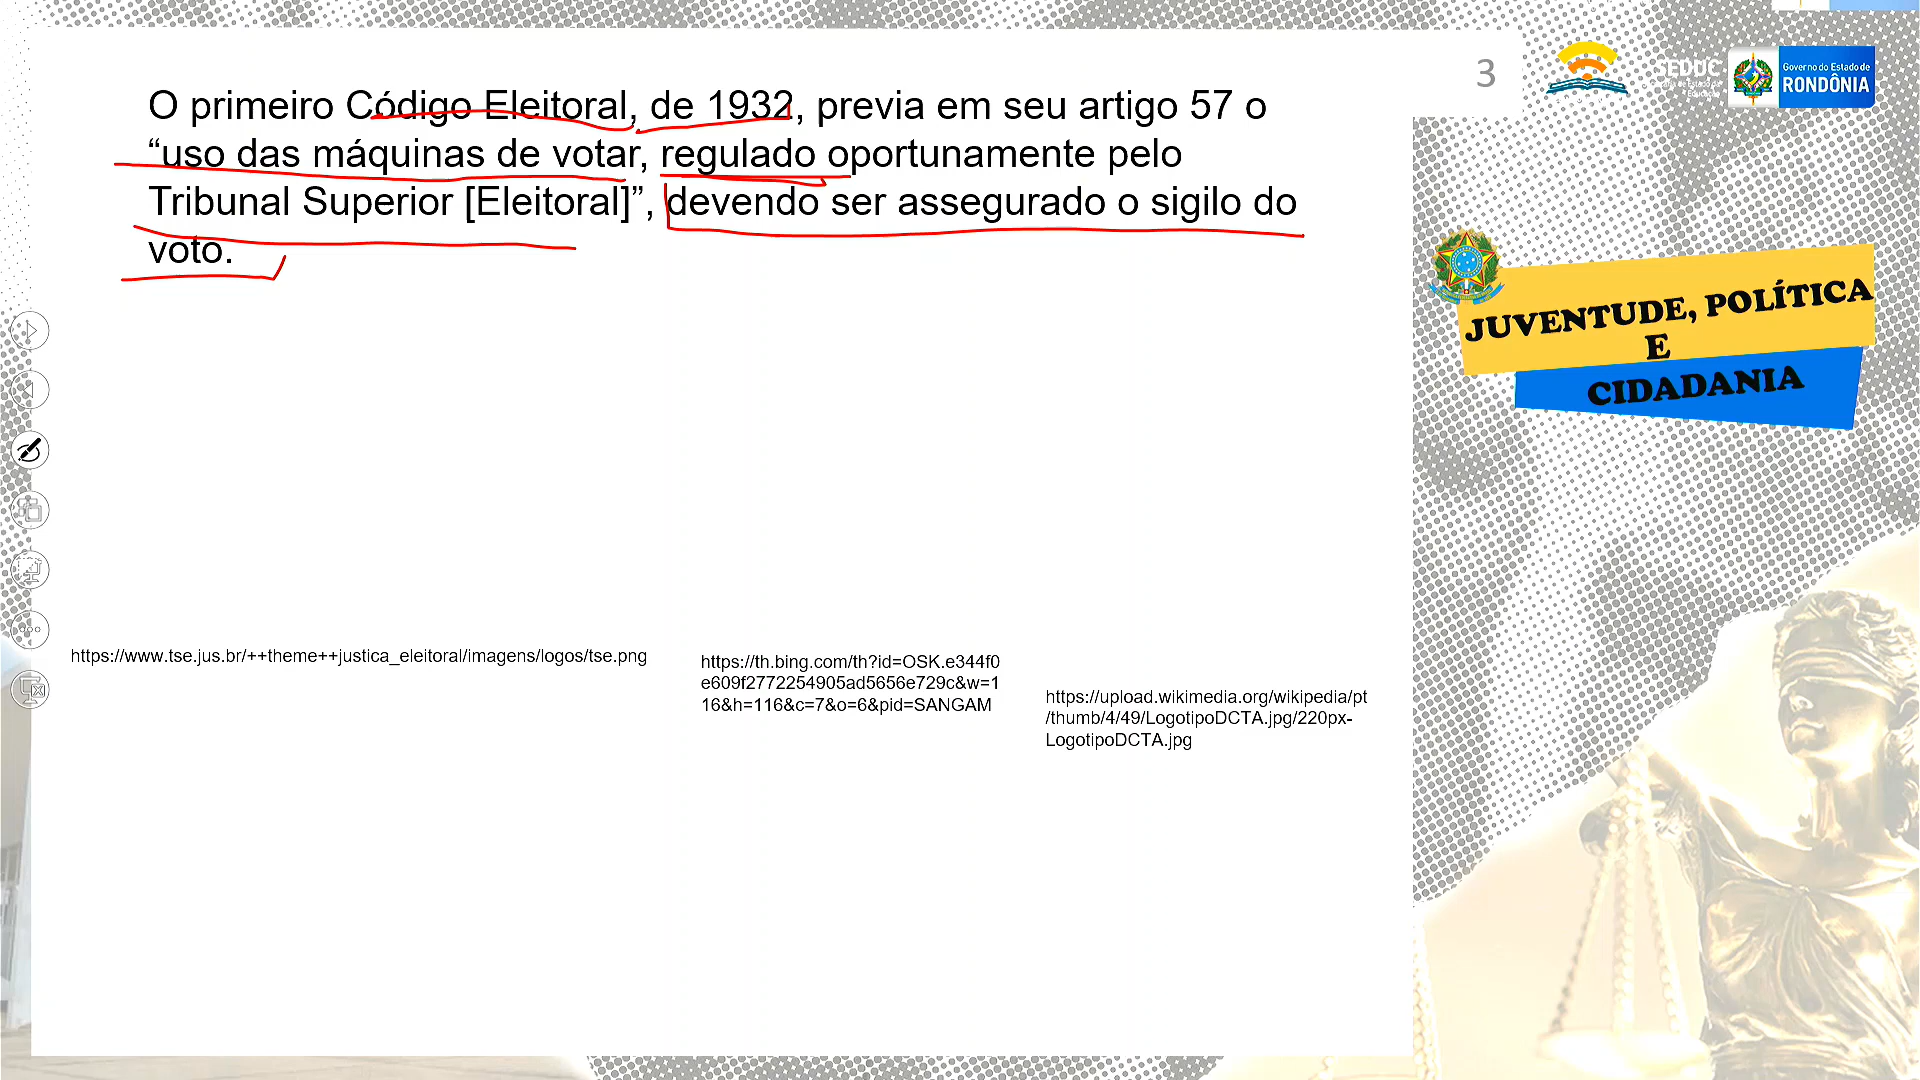 3
SEDUC
Governo do Estado de
RONDÔNIA
O primeiro Código Eleitoral, de 1932, previa em seu artigo 57 o
“uso das máquinas de votar, regulado oportunamente pelo
Tribunal Superior [Eleitoral]”, devendo ser assegurado o sigilo do
voto.
JUVENTUDE, POLÍTICA
E
CIDADANIA
https://www.tse.jus.br/++theme++justica_eleitoral/imagens/logos/tse.png
https://th.bing.com/th?id=OSK.e344f0
e609f2772254905ad5656e729c&w=1
16&h=116&c=7&o=6&pid=SANGAM
https://upload.wikimedia.org/wikipedia/pt
/thumb/4/49/LogotipoDCTA.jpg/220px-
LogotipoDCTA.jpg